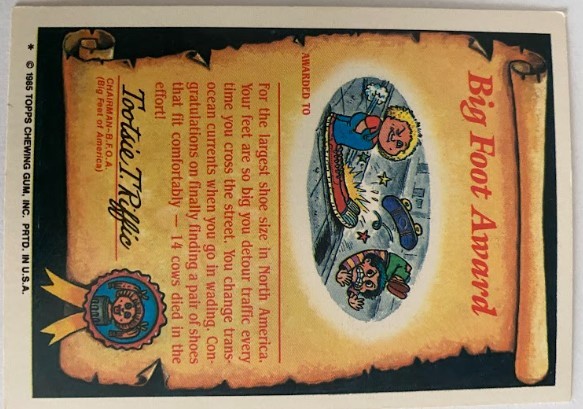 Big Foot Award
AWARDED TO
For the largest shoe size in North America.
Your feet are so big you detour traffic every
time you cross the street. You change trans-
ocean currents when you go in wading. Con-
gratulations on finally finding a pair of shoes
that fit comfortably — 14 cows died in the
effort!
Tootsie T. Riffic
CHAIRMAN–B.F.O.A.
(Big Feet of America)
* © 1985 TOPPS CHEWING GUM, INC. PRTD. IN U.S.A.